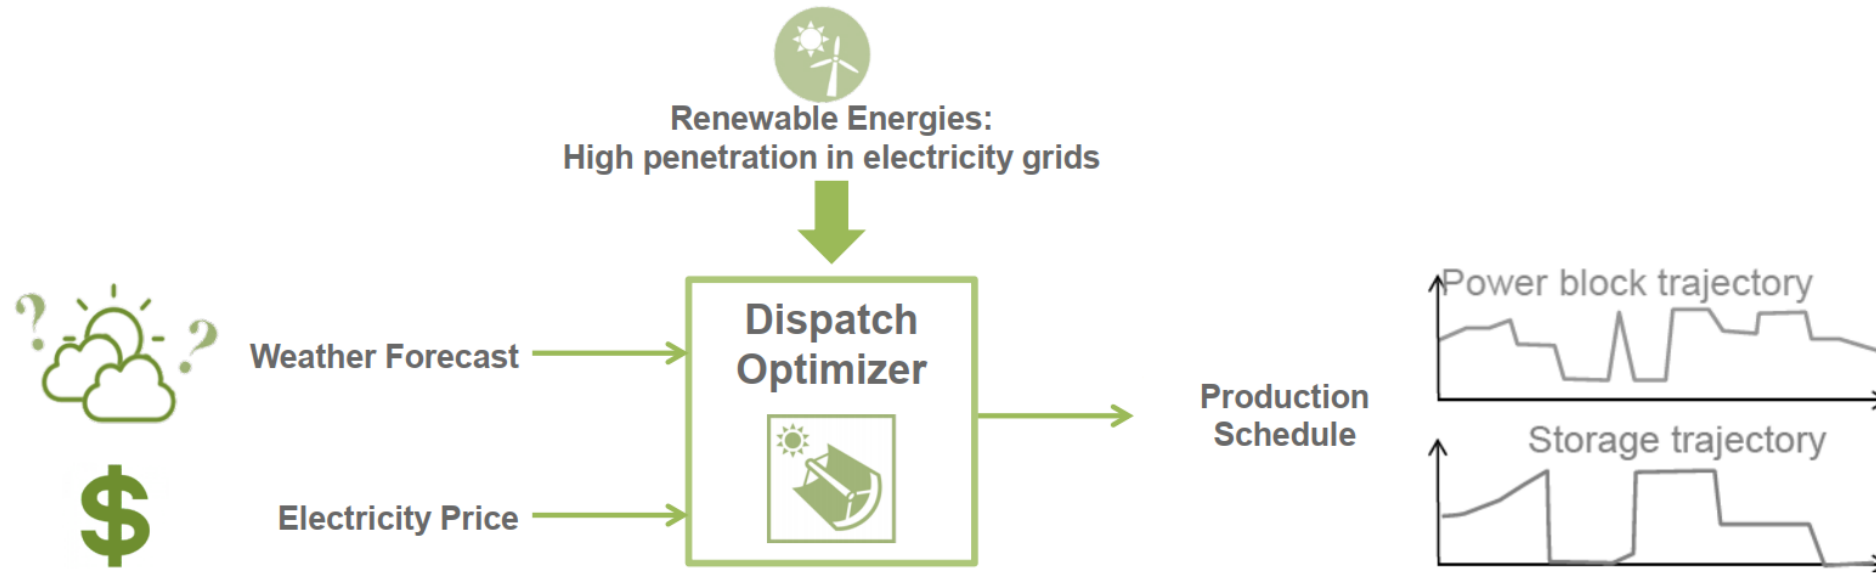 Renewable Energies:
High penetration in electricity grids
? ?
Weather Forecast
$
Electricity Price
Dispatch
Optimizer
Production
Schedule
Power block trajectory
Storage trajectory